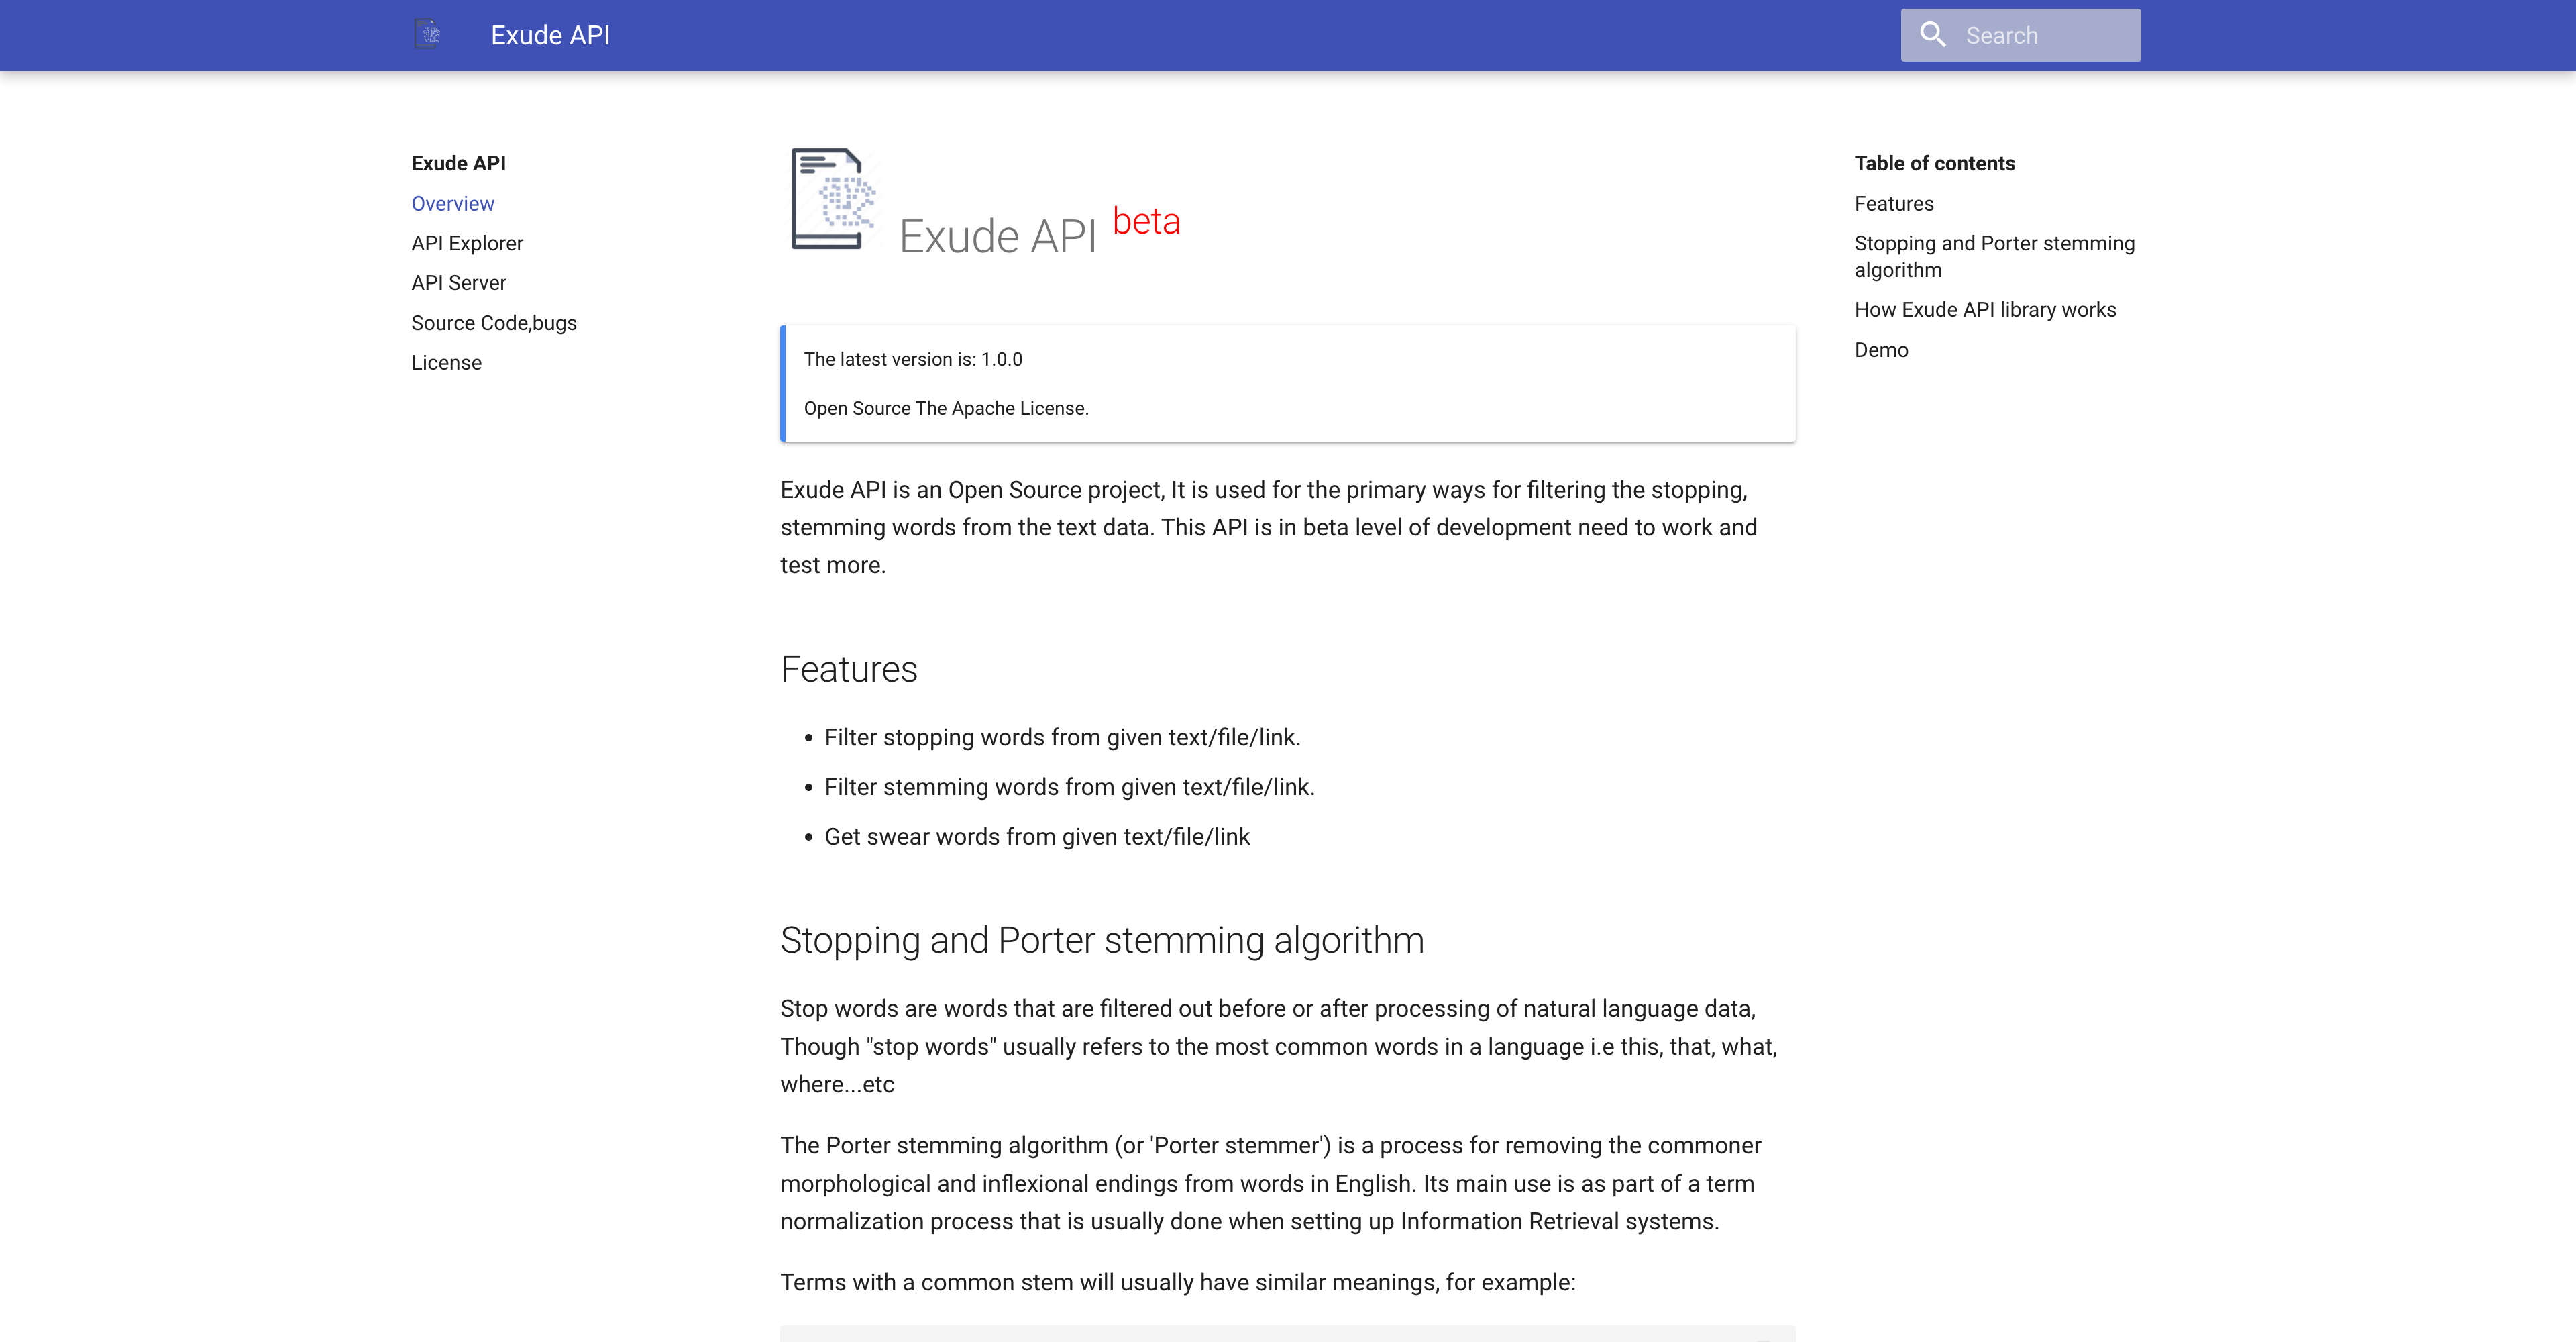 Exude API
Search
Exude API
Overview
API Explorer
API Server
Source Code,bugs
License
Exude API beta
The latest version is: 1.0.0
Open Source The Apache License.
Exude API is an Open Source project, It is used for the primary ways for filtering the stopping,
stemming words from the text data. This API is in beta level of development need to work and
test more.
Features
• Filter stopping words from given text/file/link.
• Filter stemming words from given text/file/link.
• Get swear words from given text/file/link
Stopping and Porter stemming algorithm
Stop words are words that are filtered out before or after processing of natural language data,
Though "stop words" usually refers to the most common words in a language i.e this, that, what,
where...etc
The Porter stemming algorithm (or 'Porter stemmer') is a process for removing the commoner
morphological and inflexional endings from words in English. Its main use is as part of a term
normalization process that is usually done when setting up Information Retrieval systems.
Terms with a common stem will usually have similar meanings, for example:
Table of contents
Features
Stopping and Porter stemming
algorithm
How Exude API library works
Demo